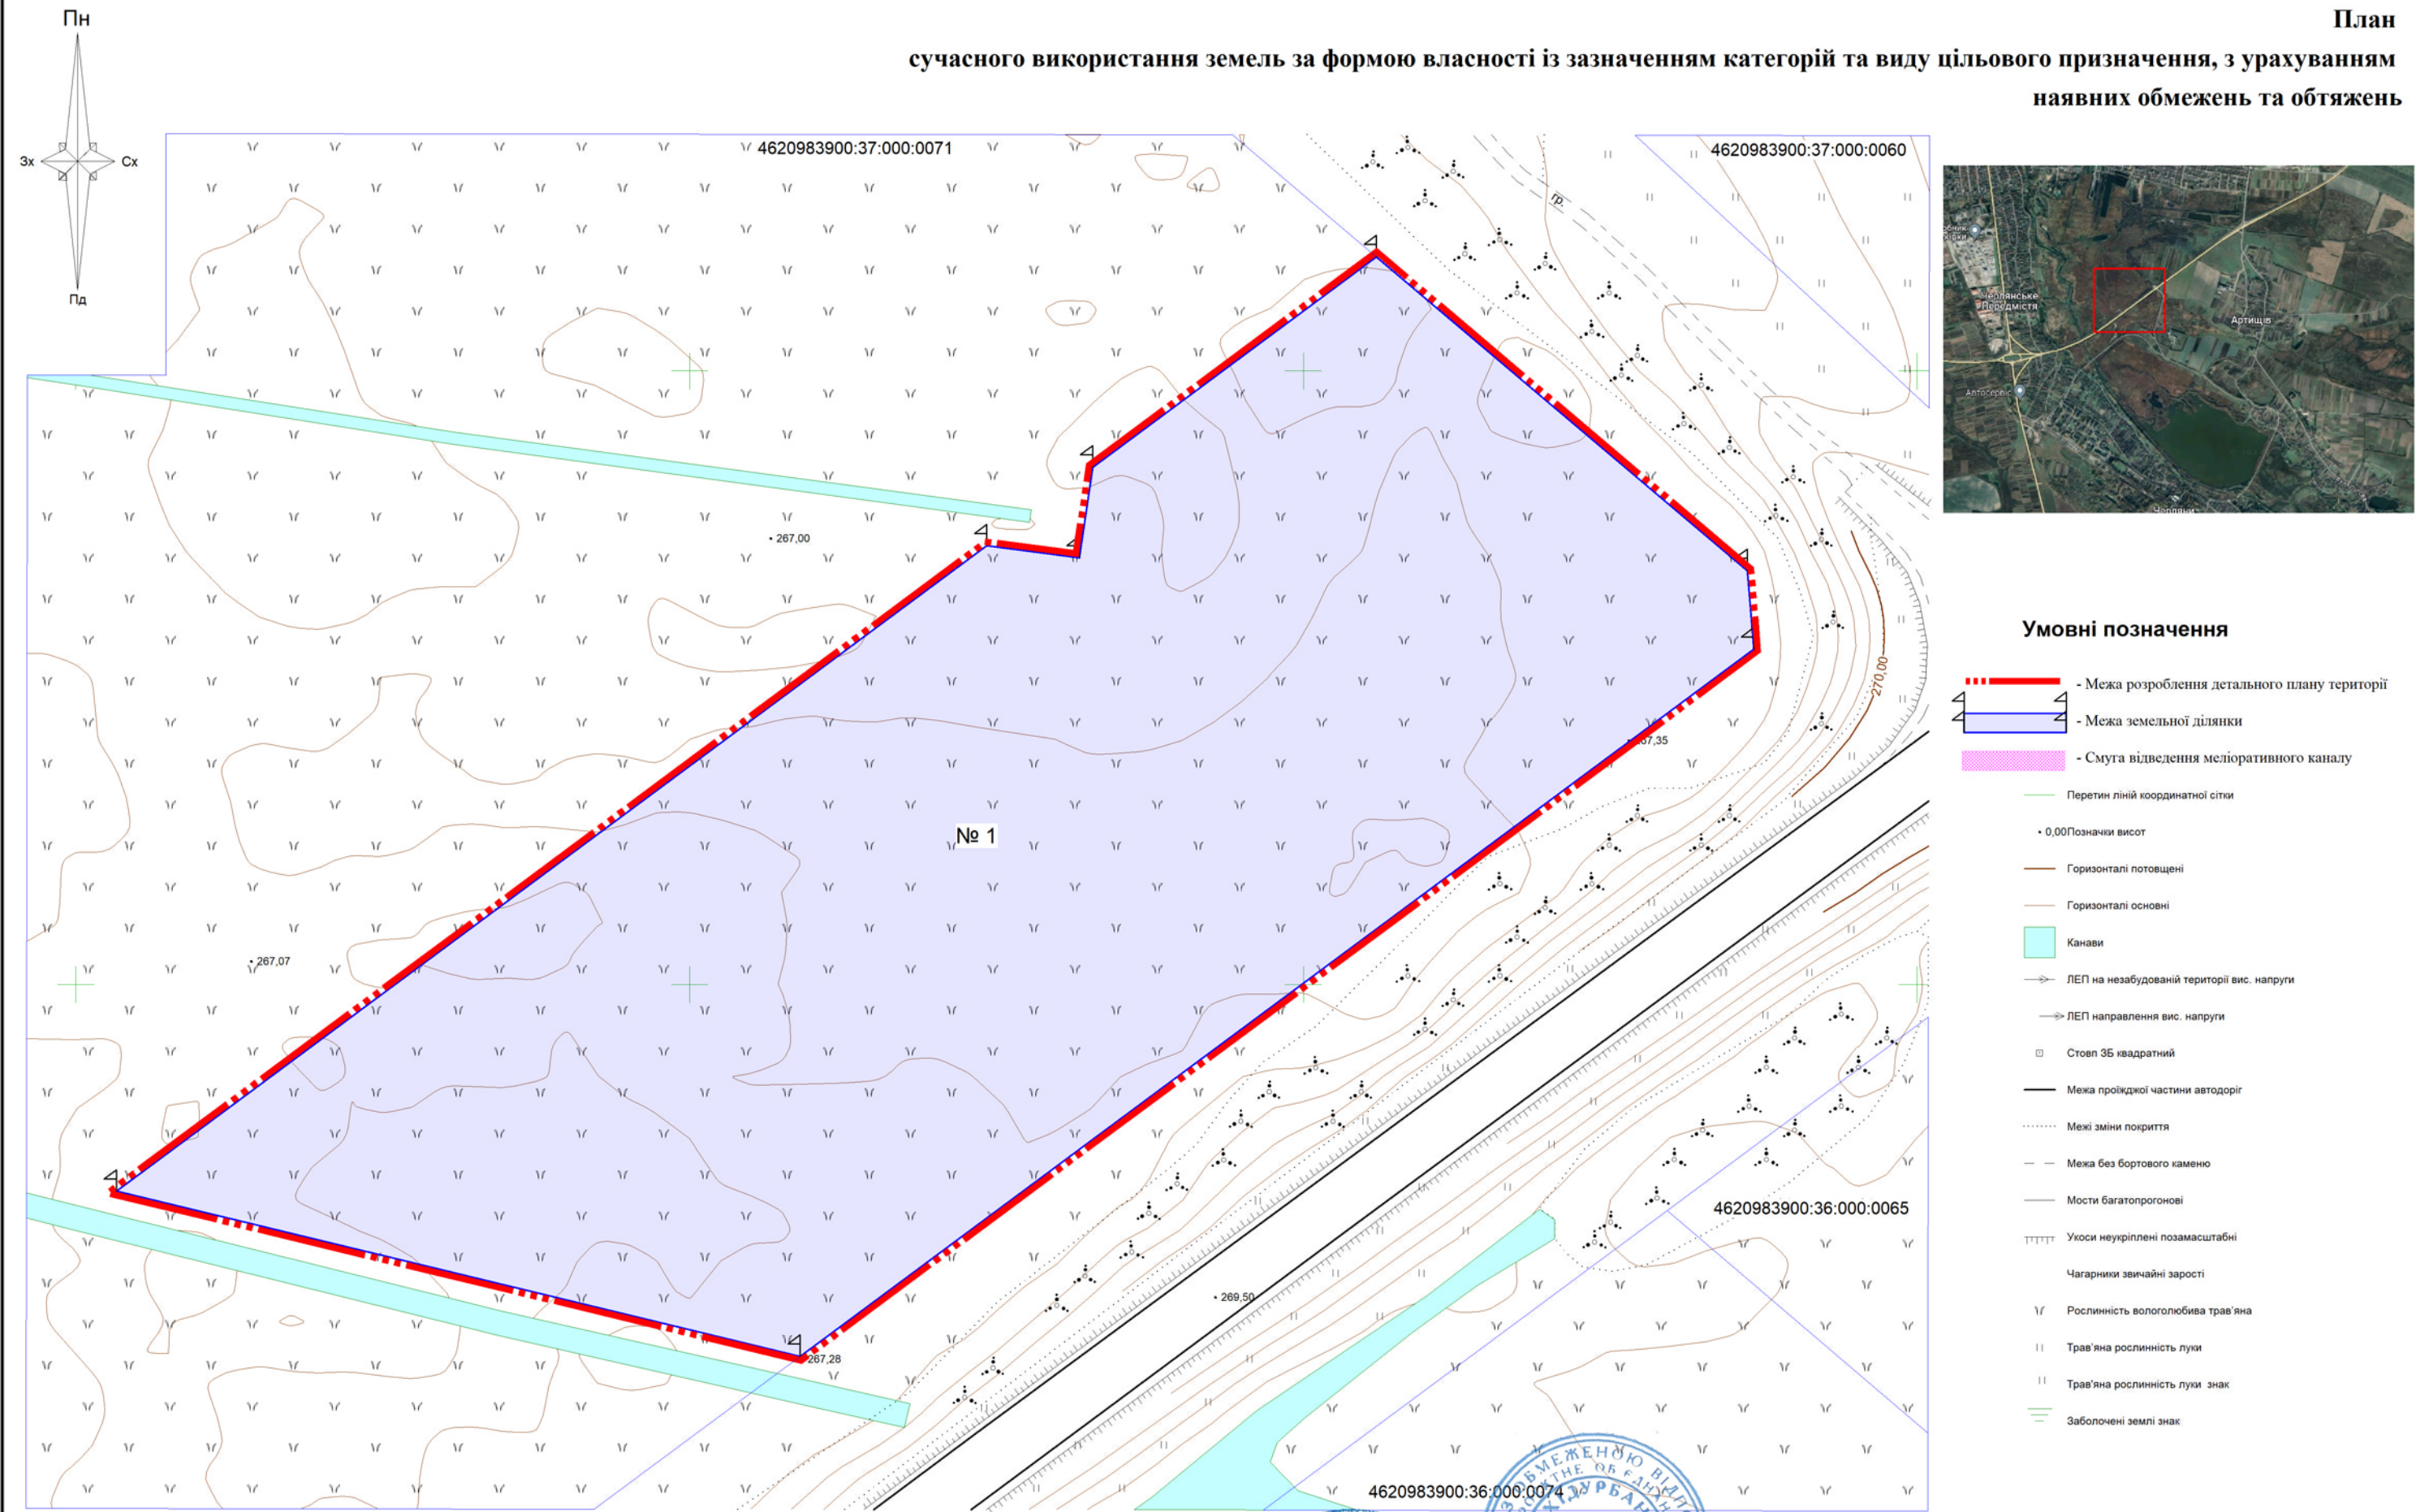 Пн
Зх
Сх
Пд
План
сучасного використання земель за формою власності із зазначенням категорій та виду цільового призначення, з урахуванням
наявних обмежень та обтяжень
4620983900:37:000:0071
4620983900:37:000:0060
гр.
Черлянське
Передмістя
Артищів
Автосервіс
Черляни
267,00
270,00
67,35
№ 1
267,07
4620983900:36:000:0065
269,50
267,28
4620983900:36:000:0074
Умовні позначення
- Межа розроблення детального плану території
- Межа земельної ділянки
- Смуга відведення меліоративного каналу
Перетин ліній координатної сітки
0,00Позначки висот
Горизонталі потовщені
Горизонталі основні
Канави
ЛЕП на незабудованій території вис. напруги
ЛЕП направлення вис. напруги
Стовп ЗБ квадратний
Межа проїжджої частини автодоріг
Межі зміни покриття
Межа без бортового каменю
Мости багатопрогонові
Укоси неукріплені позамасштабні
Чагарники звичайні зарості
Рослинність вологолюбива трав'яна
Трав'яна рослинність луки
Трав'яна рослинність луки знак
Заболочені землі знак